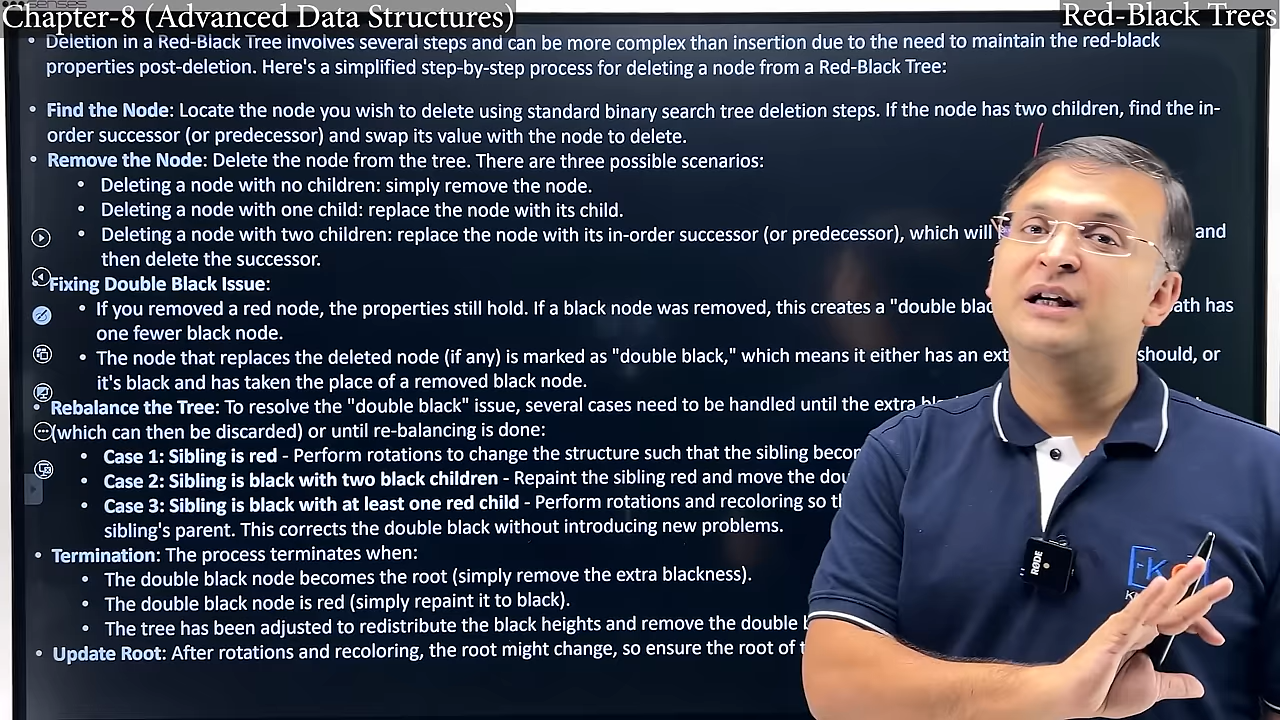 Chapter-8 (Advanced Data Structures)
Red-Black Trees
• Deletion in a Red-Black Tree involves several steps and can be more complex than insertion due to the need to maintain the red-black
properties post-deletion. Here's a simplified step-by-step process for deleting a node from a Red-Black Tree:
• Find the Node: Locate the node you wish to delete using standard binary search tree deletion steps. If the node has two children, find the in-
order successor (or predecessor) and swap its value with the node to delete.
• Remove the Node: Delete the node from the tree. There are three possible scenarios:
• Deleting a node with no children: simply remove the node.
• Deleting a node with one child: replace the node with its child.
• Deleting a node with two children: replace the node with its in-order successor (or predecessor), which will and
then delete the successor.
Fixing Double Black Issue:
• If you removed a red node, the properties still hold. If a black node was removed, this creates a "double has
one fewer black node.
• The node that replaces the deleted node (if any) is marked as "double black," which means it either has an should, or
it's black and has taken the place of a removed black node.
• Rebalance the Tree: To resolve the "double black" issue, several cases need to be handled until the extra
(which can then be discarded) or until re-balancing is done:
• Case 1: Sibling is red - Perform rotations to change the structure such that the sibling
• Case 2: Sibling is black with two black children - Repaint the sibling red and move the
• Case 3: Sibling is black with at least one red child - Perform rotations and recoloring so
sibling's parent. This corrects the double black without introducing new problems.
• Termination: The process terminates when:
• The double black node becomes the root (simply remove the extra blackness).
• The double black node is red (simply repaint it to black).
• The tree has been adjusted to redistribute the black heights and remove the double
• Update Root: After rotations and recoloring, the root might change, so ensure the root of
RØDE